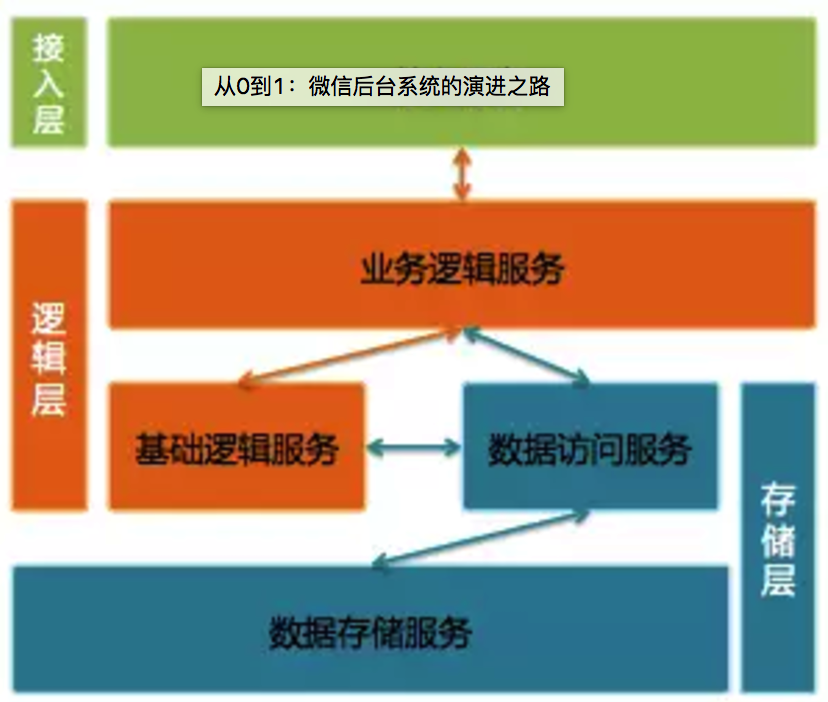 接入层
从0到1：微信后台系统的演进之路
业务逻辑服务
逻辑层
基础逻辑服务
数据访问服务
存储层
数据存储服务